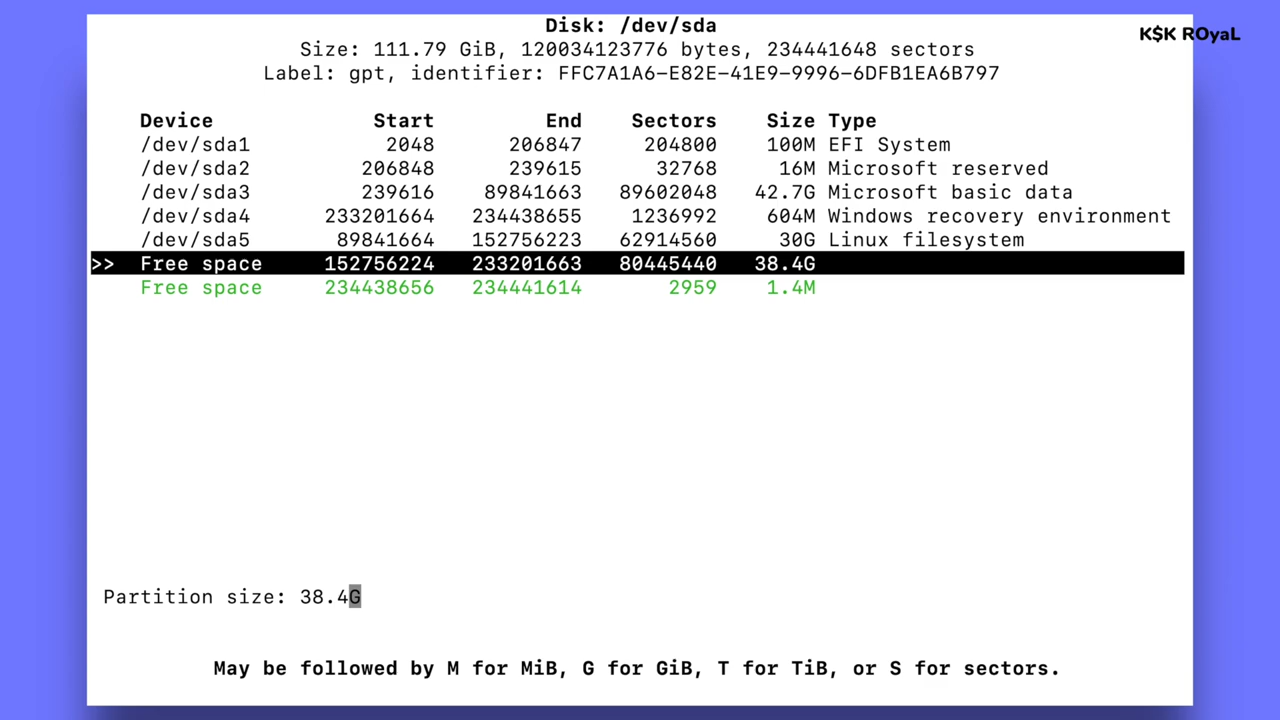 Disk: /dev/sda
K$K ROyaL
Size: 111.79 GiB, 120034123776 bytes, 234441648 sectors
Label: gpt, identifier: FFC7A1A6-E82E-41E9-9996-6DFB1EA6B797
Device Start End Sectors Size Type
/dev/sda1 2048 206847 204800 100M EFI System
/dev/sda2 206848 239615 32768 16M Microsoft reserved
/dev/sda3 239616 89841663 89602048 42.7G Microsoft basic data
/dev/sda4 233201664 234438655 1236992 604M Windows recovery environment
/dev/sda5 89841664 152756223 62914560 30G Linux filesystem
>> Free space 152756224 233201663 80445440 38.4G
Free space 234438656 234441614 2959 1.4M
Partition size: 38.4G
May be followed by M for MiB, G for GiB, T for TiB, or S for sectors.